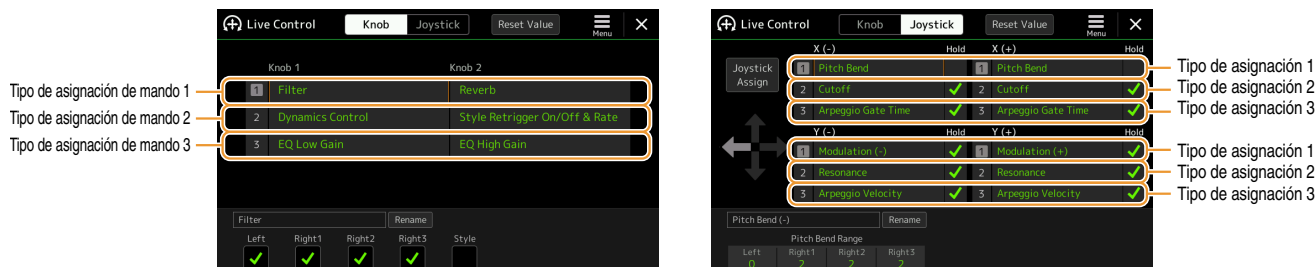 Live Control Knob Joystick Reset Value Menu
Knob 1 Knob 2
Tipo de asignación de mando 1 1 Filter Reverb
Tipo de asignación de mando 2 2 Dynamics Control Style Retrigger On/Off & Rate
Tipo de asignación de mando 3 3 EQ Low Gain EQ High Gain
Filter Rename
Left Right1 Right2 Right3 Style
Live Control Knob Joystick Reset Value Menu
X (-) Hold X (+) Hold
Joystick Assign
1 Pitch Bend 1 Pitch Bend Tipo de asignación 1
2 Cutoff 2 Cutoff Tipo de asignación 2
3 Arpeggio Gate Time 3 Arpeggio Gate Time Tipo de asignación 3
Y (-) Hold Y (+) Hold
1 Modulation (-) 1 Modulation (+) Tipo de asignación 1
2 Resonance 2 Resonance Tipo de asignación 2
3 Arpeggio Velocity 3 Arpeggio Velocity Tipo de asignación 3
Pitch Bend (-) Rename
Pitch Bend Range
Left Right1 Right2 Right3
0 2 2 2